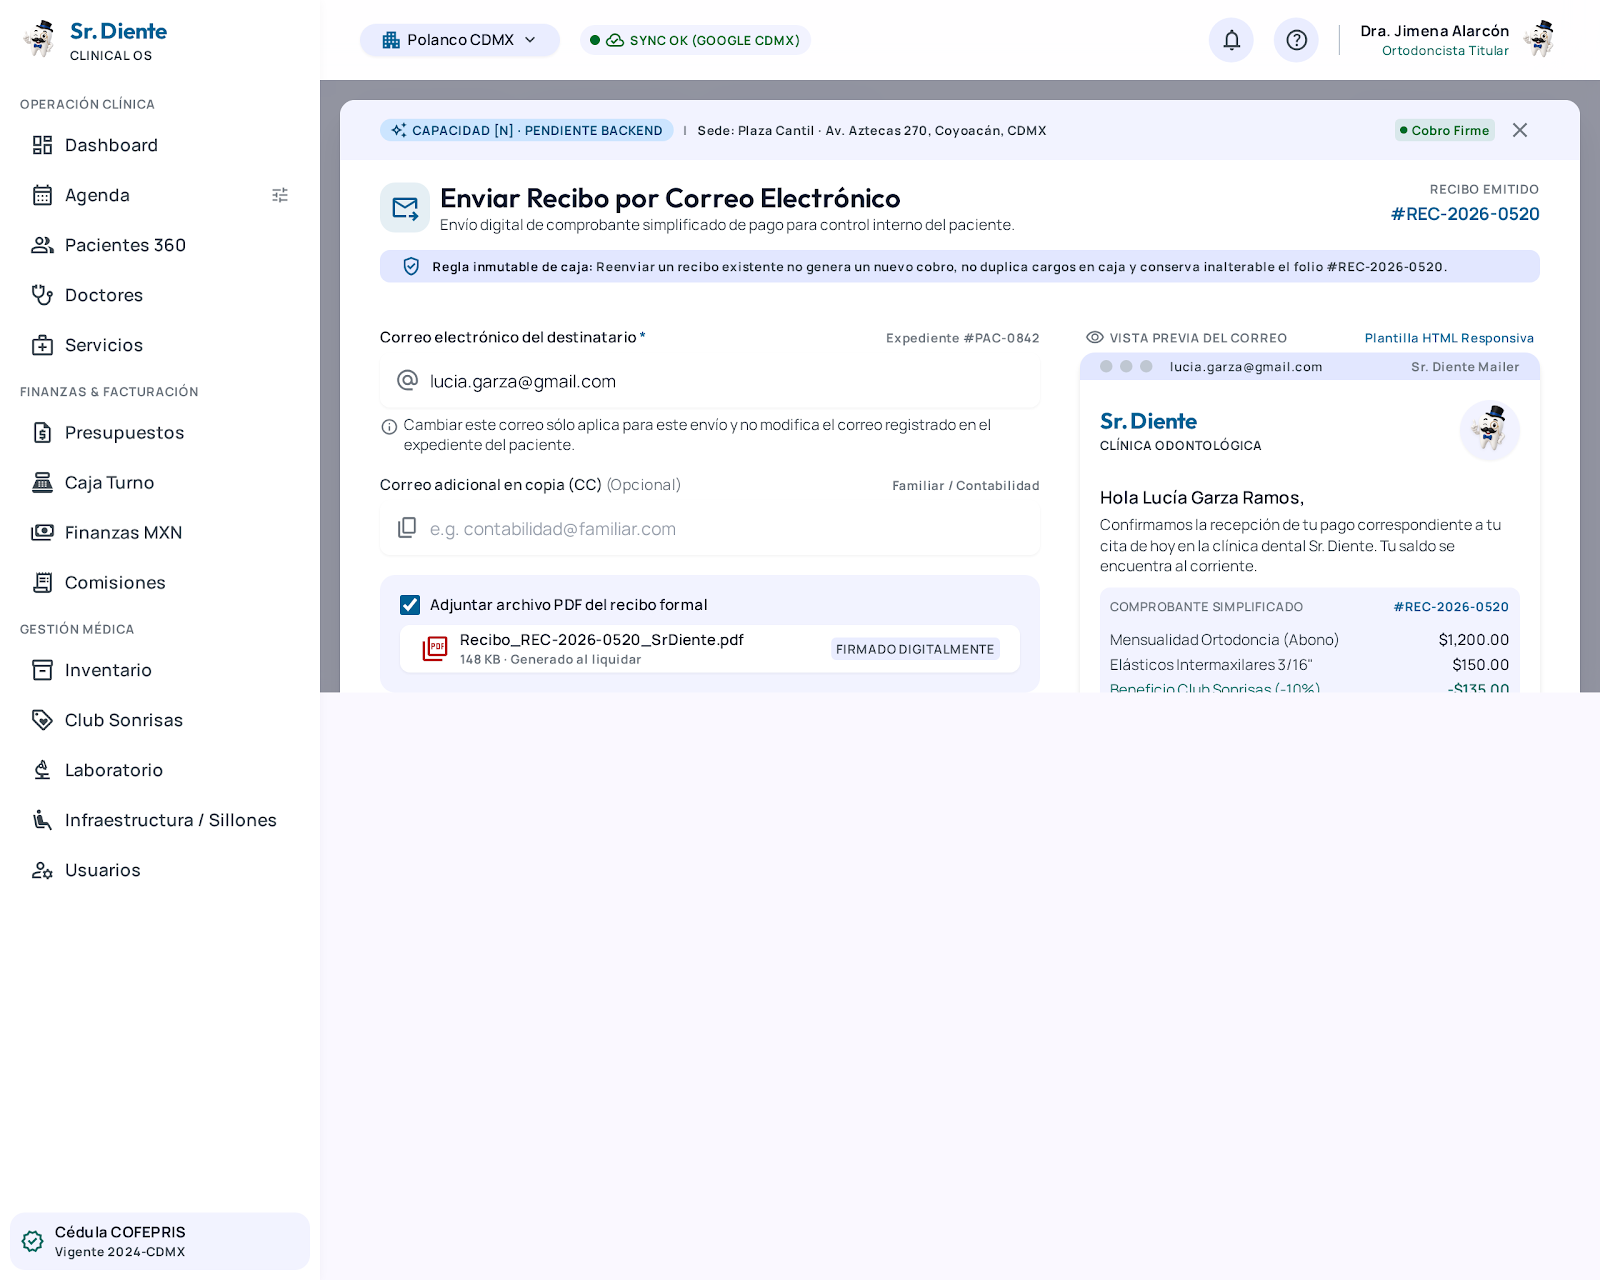 Sr. Diente
CLINICAL OS
OPERACIÓN CLÍNICA
Dashboard
Agenda
Pacientes 360
Doctores
Servicios
FINANZAS & FACTURACIÓN
Presupuestos
Caja Turno
Finanzas MXN
Comisiones
GESTIÓN MÉDICA
Inventario
Club Sonrisas
Laboratorio
Infraestructura / Sillones
Usuarios
Cédula COFEPRIS
Vigente 2024-CDMX
Polanco CDMX
SYNC OK (GOOGLE CDMX)
Dra. Jimena Alarcón
Ortodoncista Titular
CAPACIDAD [N] · PENDIENTE BACKEND | Sede: Plaza Cantil · Av. Aztecas 270, Coyoacán, CDMX
Cobro Firme
Enviar Recibo por Correo Electrónico
Envío digital de comprobante simplificado de pago para control interno del paciente.
RECIBO EMITIDO
#REC-2026-0520
Regla inmutable de caja: Reenviar un recibo existente no genera un nuevo cobro, no duplica cargos en caja y conserva inalterable el folio #REC-2026-0520.
Correo electrónico del destinatario *
Expediente #PAC-0842
lucia.garza@gmail.com
Cambiar este correo sólo aplica para este envío y no modifica el correo registrado en el
expediente del paciente.
Correo adicional en copia (CC) (Opcional)
Familiar / Contabilidad
e.g. contabilidad@familiar.com
Adjuntar archivo PDF del recibo formal
PDF
Recibo_REC-2026-0520_SrDiente.pdf
148 KB · Generado al liquidar
FIRMADO DIGITALMENTE
VISTA PREVIA DEL CORREO
Plantilla HTML Responsiva
lucia.garza@gmail.com
Sr. Diente Mailer
Sr. Diente
CLÍNICA ODONTOLÓGICA
Hola Lucía Garza Ramos,
Confirmamos la recepción de tu pago correspondiente a tu
cita de hoy en la clínica dental Sr. Diente. Tu saldo se
encuentra al corriente.
COMPROBANTE SIMPLIFICADO
#REC-2026-0520
Mensualidad Ortodoncia (Abono)
$1,200.00
Elásticos Intermaxilares 3/16"
$150.00
Beneficio Club Sonrisas (-10%)
-$135.00